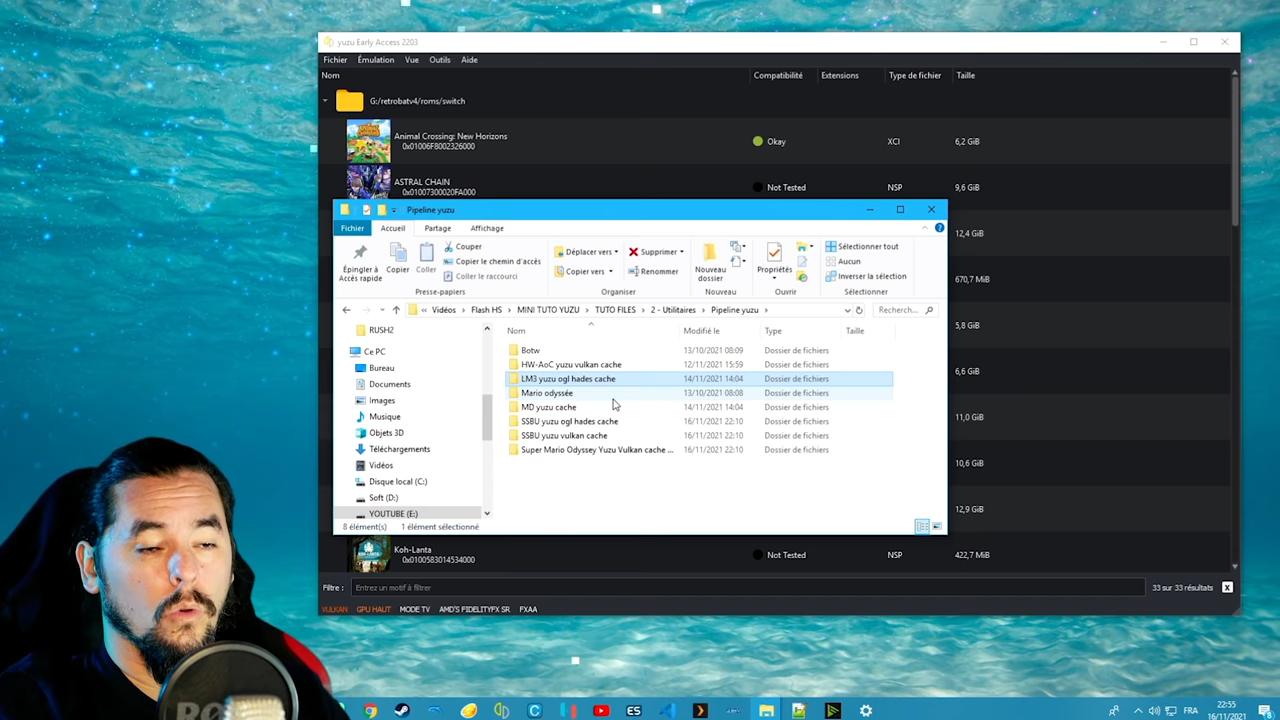 yuzu Early Access 2203
Fichier Émulation Vue Outils Aide
Nom Compatibilité Extensions Type de fichier Taille
G:/retrobatv4/roms/switch
Animal Crossing: New Horizons
0x01006F8002326000
Okay XCI 6,2 GiB
ASTRAL CHAIN
0x01007300020FA000
Not Tested NSP 9,6 GiB
12,4 GiB
670,7 MiB
5,8 GiB
6,6 GiB
11,0 GiB
10,6 GiB
12,9 GiB
Pipeline yuzu
Fichier Accueil Partage Affichage
Épingler à
Accès rapide
Copier
Coller
Couper
Copier le chemin d'accès
Coller le raccourci
Presse-papiers
Déplacer vers
Copier vers
Supprimer
Renommer
Organiser
Nouveau
dossier
Nouveau
Propriétés
Ouvrir
Sélectionner tout
Aucun
Inverser la sélection
Sélectionner
« Vidéos > Flash HS > MINI TUTO YUZU > TUTO FILES > 2 - Utilitaires > Pipeline yuzu >
Recherc...
RUSH2
Ce PC
Bureau
Documents
Images
Musique
Objets 3D
Téléchargements
Vidéos
Disque local (C:)
Soft (D:)
YOUTUBE (E:)
Nom Modifié le Type Taille
Botw 13/10/2021 08:09 Dossier de fichiers
HW-AoC yuzu vulkan cache 12/11/2021 15:59 Dossier de fichiers
LM3 yuzu ogl hades cache 14/11/2021 14:04 Dossier de fichiers
Mario odyssée 13/10/2021 08:08 Dossier de fichiers
MD yuzu cache 14/11/2021 14:04 Dossier de fichiers
SSBU yuzu ogl hades cache 16/11/2021 22:10 Dossier de fichiers
SSBU yuzu vulkan cache 16/11/2021 22:10 Dossier de fichiers
Super Mario Odyssey Yuzu Vulkan cache ... 16/11/2021 22:10 Dossier de fichiers
8 élément(s) 1 élément sélectionné
Koh-Lanta
0x0100583014534000
Not Tested NSP 422,7 MiB
Filtre : Entrez un motif à filtrer 33 sur 33 résultats X
VULKAN GPU HAUT MODE TV AMD'S FIDELITYFX SR FXAA
ES
FRA
22:55
16/11/2021